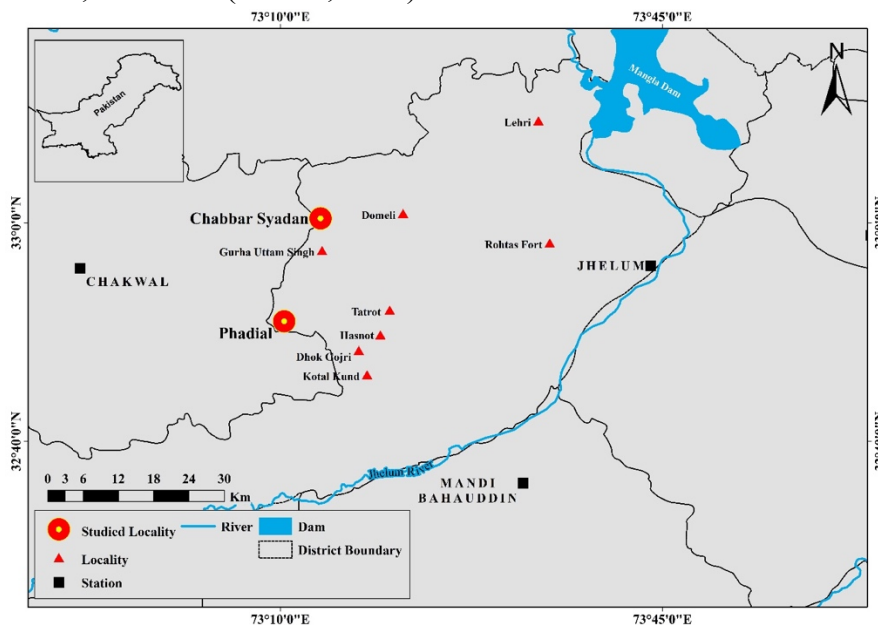 73°10'0"E 73°45'0"E
Pakistan
N
Mangla Dam
Lehri
Chabbar Syadan
Domeli
33°0'0"N
33°0'0"N
Gurha Uttam Singh
Rohtas Fort
CHAKWAL
JHELUM
Tatrot
Phadial
Hasnot
Dhok Gojri
Kotal Kund
32°40'0"N
Jhelum River
MANDI
BAHAUDDIN
0 3 6 12 18 24 30
Km
Studied Locality
River
Dam
Locality
District Boundary
Station
73°10'0"E 73°45'0"E